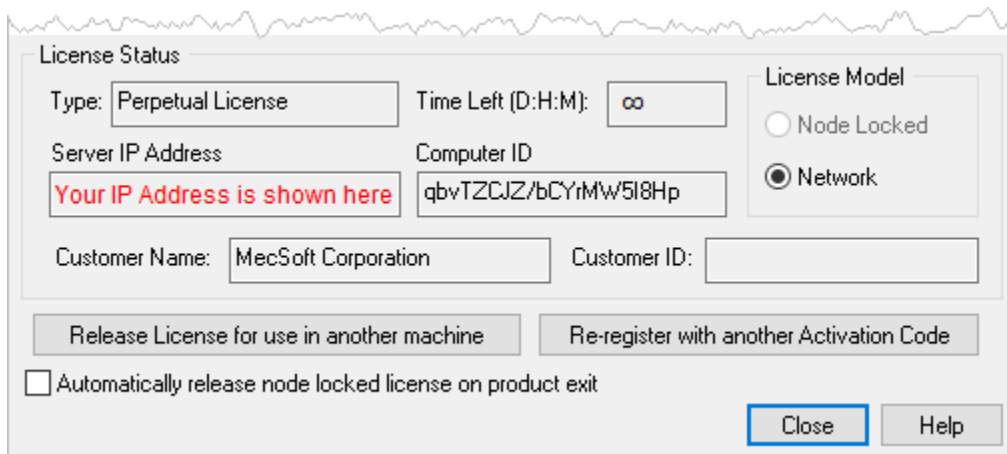 License Status
Type: Perpetual License
Time Left (D:H:M): ∞
License Model
Node Locked
Network
Server IP Address
Your IP Address is shown here
Computer ID
qbvTZCJZ/bCYrMW5I8Hp
Customer Name: MecSoft Corporation
Customer ID:
Release License for use in another machine
Re-register with another Activation Code
Automatically release node locked license on product exit
Close
Help